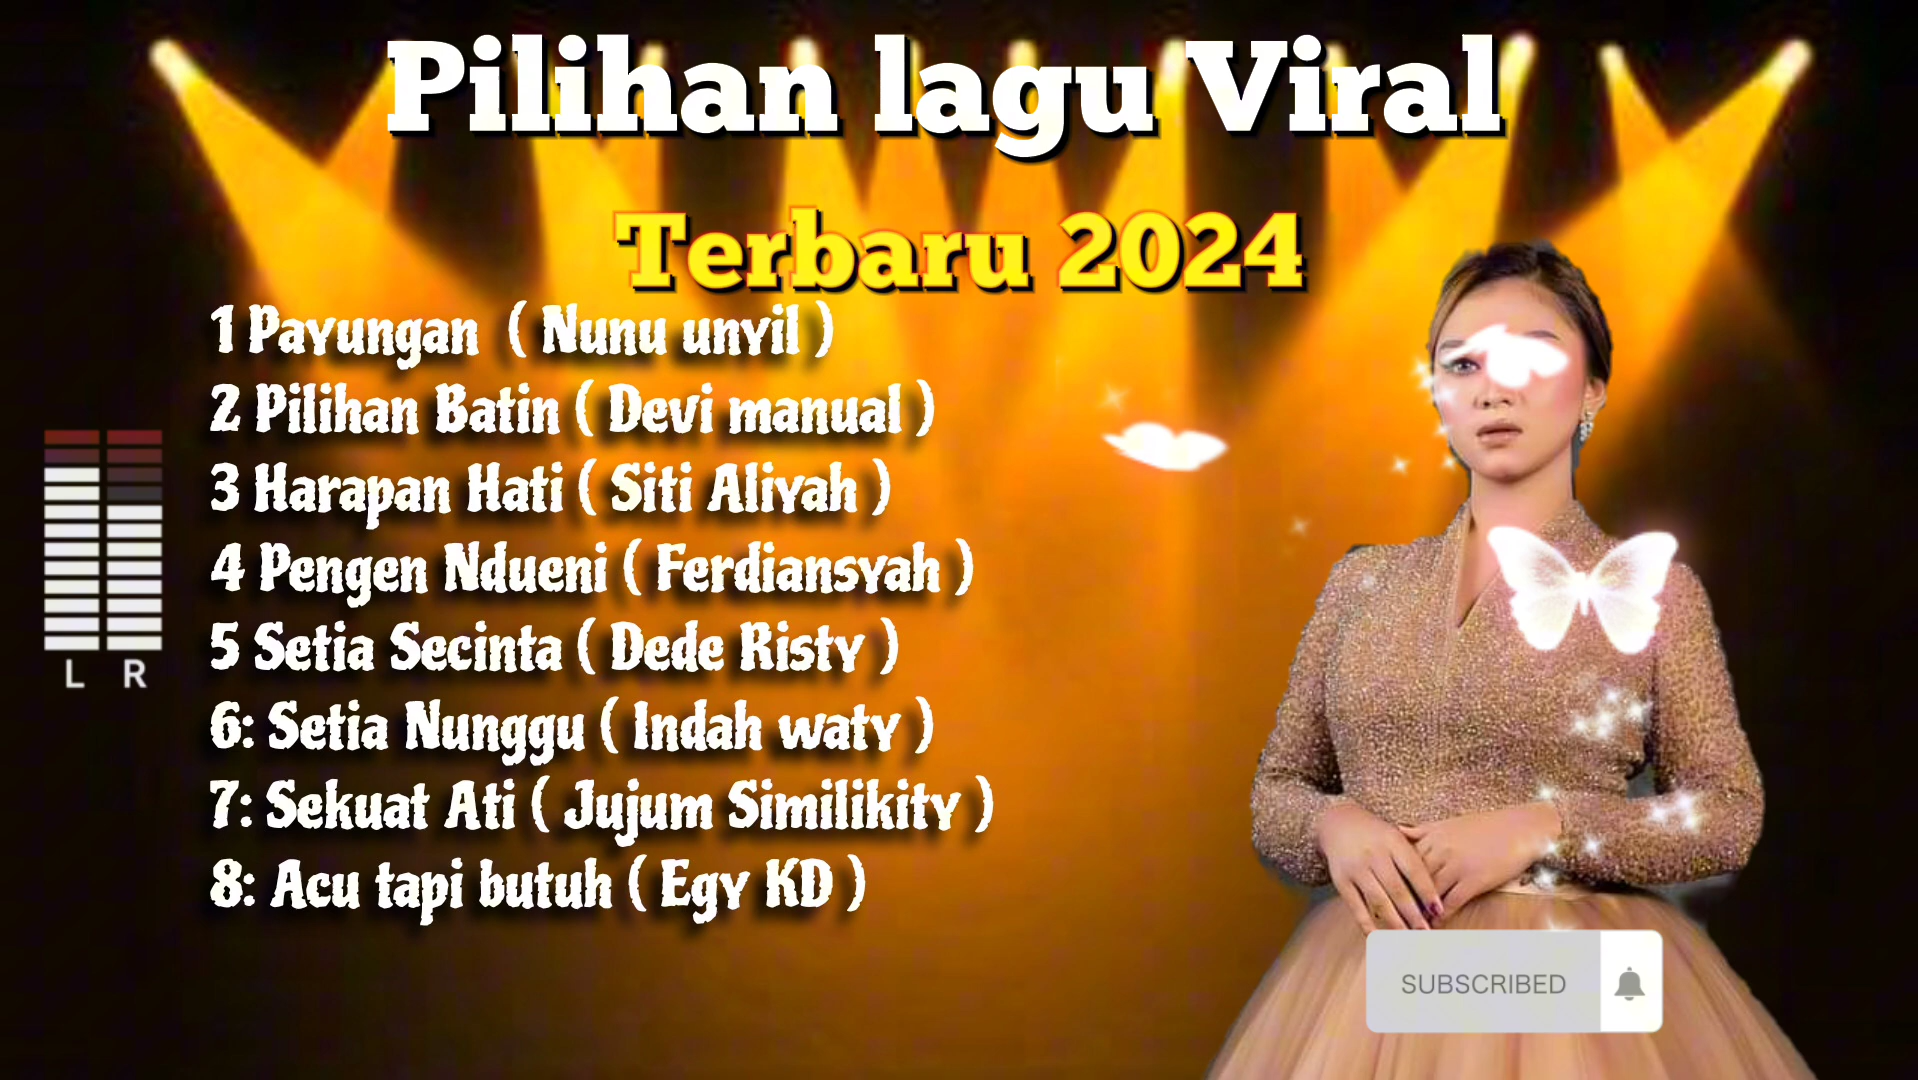 Pilihan lagu Viral
Terbaru 2024
1 Payungan ( Nunu unyil )
2 Pilihan Batin ( Devi manual )
3 Harapan Hati ( Siti Aliyah )
4 Pengen Ndueni ( Ferdiansyah )
5 Setia Secinta ( Dede Risty )
6: Setia Nunggu ( Indah waty )
7: Sekuat Ati ( Jujum Similikity )
8: Acu tapi butuh ( Egy KD )
L R
SUBSCRIBED